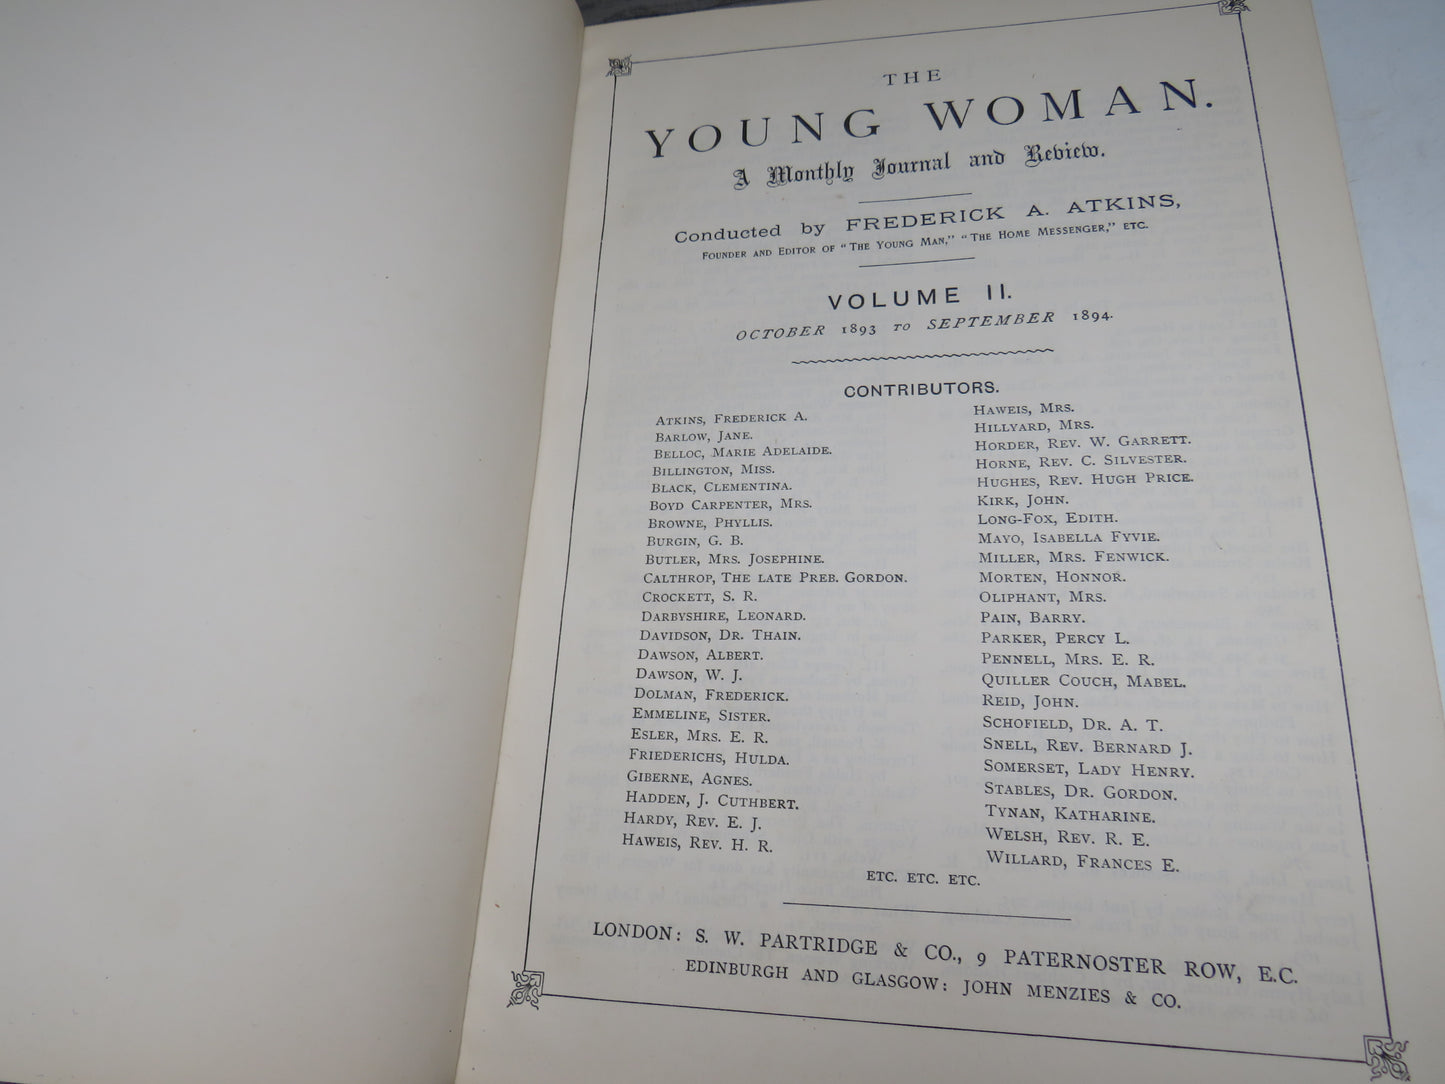 THE
YOUNG WOMAN.
A Monthly Journal and Review.
Conducted by FREDERICK A. ATKINS,
FOUNDER AND EDITOR OF "THE YOUNG MAN," "THE HOME MESSENGER," ETC.
VOLUME II.
OCTOBER 1893 TO SEPTEMBER 1894.
CONTRIBUTORS.
ATKINS, FREDERICK A.
BARLOW, JANE.
BELLOC, MARIE ADELAIDE.
BILLINGTON, MISS.
BLACK, CLEMENTINA.
BOYD CARPENTER, MRS.
BROWNE, PHYLLIS.
BURGIN, G. B.
BUTLER, MRS. JOSEPHINE.
CALTHROP, THE LATE PREB. GORDON.
CROCKETT, S. R.
DARBYSHIRE, LEONARD.
DAVIDSON, DR. THAIN.
DAWSON, ALBERT.
DAWSON, W. J.
DOLMAN, FREDERICK.
EMMELINE, SISTER.
ESLER, MRS. E. R.
FRIEDERICHS, HULDA.
GIBERNE, AGNES.
HADDEN, J. CUTHBERT.
HARDY, REV. E. J.
HAWEIS, REV. H. R.
HAWEIS, MRS.
HILLYARD, MRS.
HORDER, REV. W. GARRETT.
HORNE, REV. C. SILVESTER.
HUGHES, REV. HUGH PRICE.
KIRK, JOHN.
LONG-FOX, EDITH.
MAYO, ISABELLA FYVIE.
MILLER, MRS. FENWICK.
MORTEN, HONNOR.
OLIPHANT, MRS.
PAIN, BARRY.
PARKER, PERCY L.
PENNELL, MRS. E. R.
QUILLER COUCH, MABEL.
REID, JOHN.
SCHOFIELD, DR. A. T.
SNELL, REV. BERNARD J.
SOMERSET, LADY HENRY.
STABLES, DR. GORDON.
TYNAN, KATHARINE.
WELSH, REV. R. E.
WILLARD, FRANCES E.
ETC. ETC. ETC.
LONDON: S. W. PARTRIDGE & CO., 9 PATERNOSTER ROW, E.C.
EDINBURGH AND GLASGOW: JOHN MENZIES & CO.